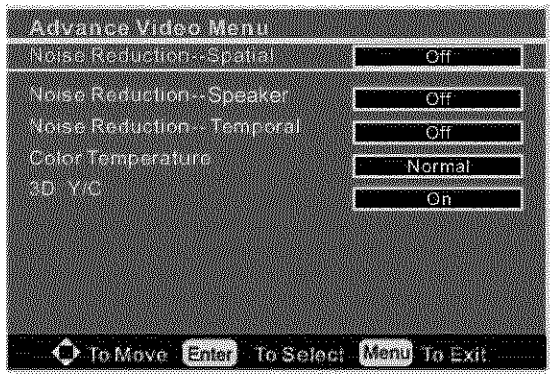 Advance Video Menu
Noise Reduction--Spatial Off
Noise Reduction--Speaker Off
Noise Reduction--Temporal Off
Color Temperature Normal
3D Y/C On
To Move Enter To Select Menu To Exit